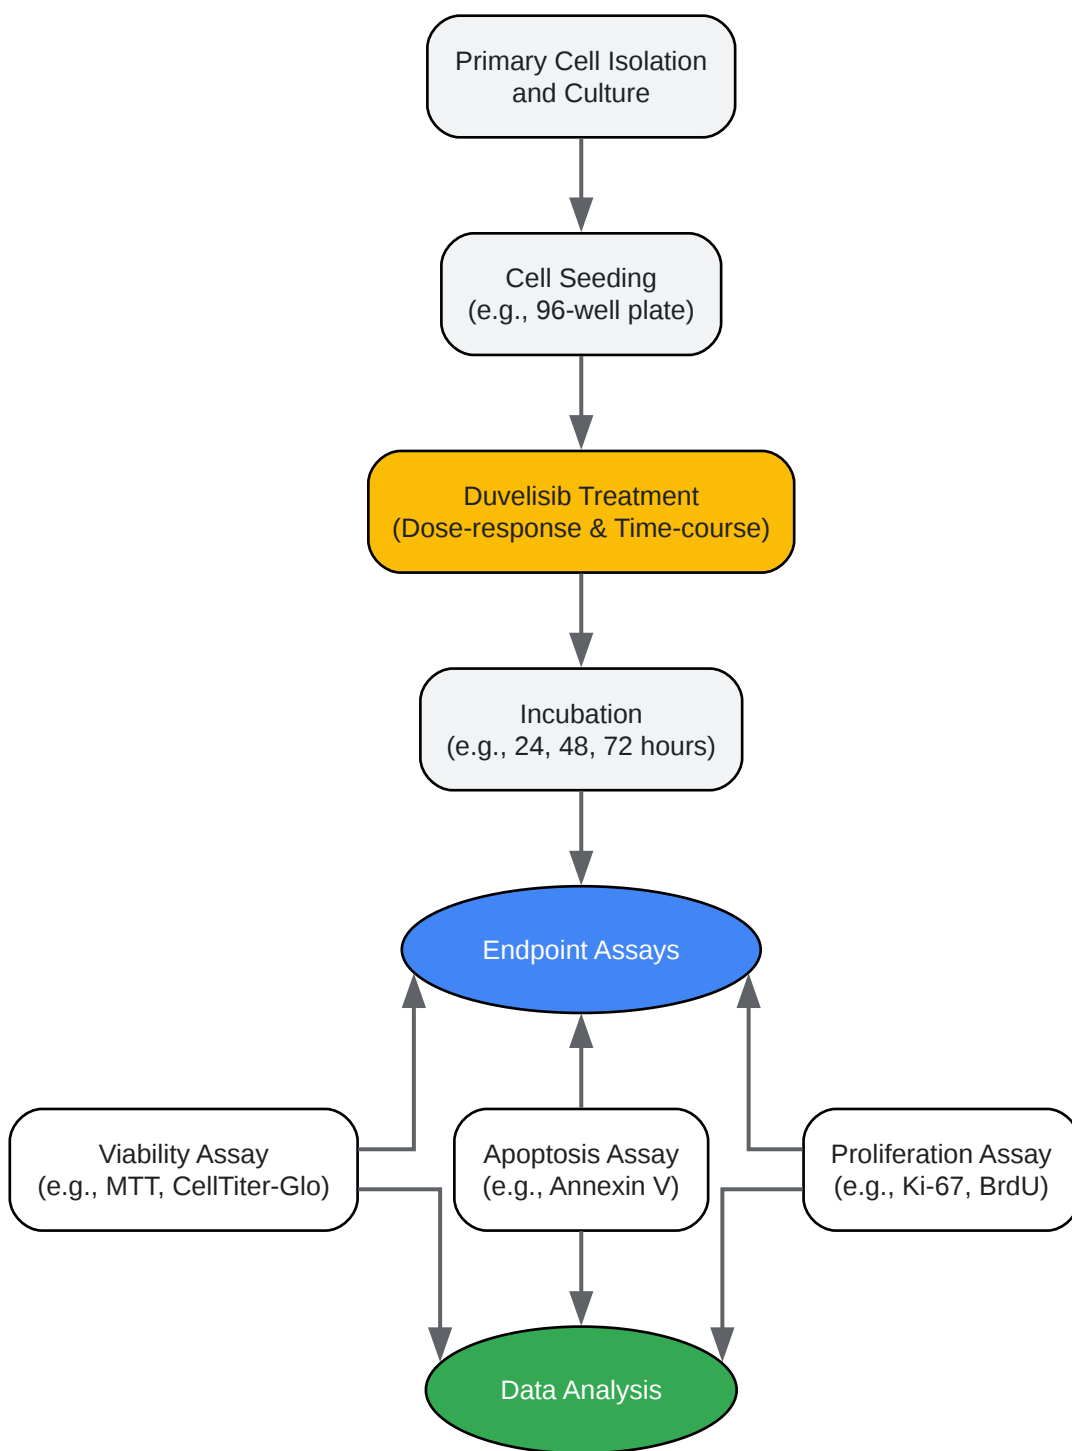 Primary Cell Isolation
and Culture
Cell Seeding
(e.g., 96-well plate)
Duvelisib Treatment
(Dose-response & Time-course)
Incubation
(e.g., 24, 48, 72 hours)
Endpoint Assays
Viability Assay
(e.g., MTT, CellTiter-Glo)
Apoptosis Assay
(e.g., Annexin V)
Proliferation Assay
(e.g., Ki-67, BrdU)
Data Analysis